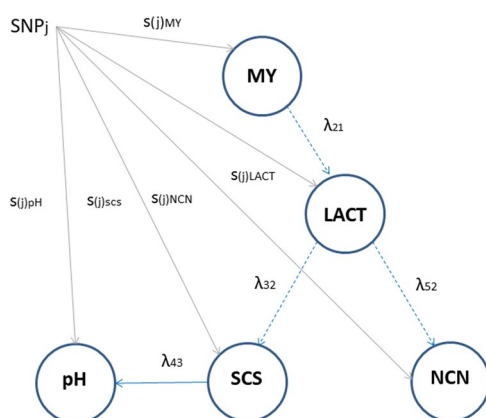 SNPj
s(j)MY
MY
λ21
s(j)LACT
s(j)pH
s(j)scs
s(j)NCN
LACT
λ32
λ52
λ43
pH
SCS
NCN